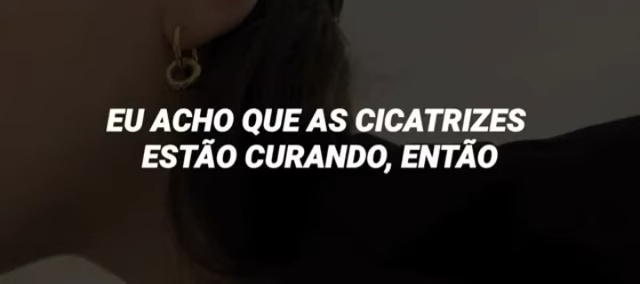 EU ACHO QUE AS CICATRIZES
ESTÃO CURANDO, ENTÃO